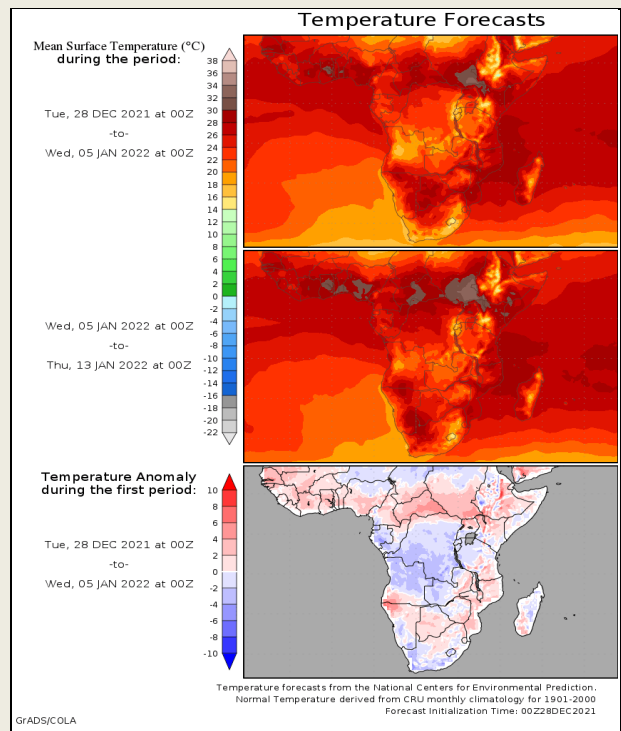 Temperature Forecasts
Mean Surface Temperature (°C)
during the period:
Tue, 28 DEC 2021 at 00Z
-to-
Wed, 05 JAN 2022 at 00Z
38
36
34
32
30
28
26
24
22
20
18
16
14
12
10
8
6
4
2
0
-2
-4
-6
-8
-10
-12
-14
-16
-18
-20
-22
Wed, 05 JAN 2022 at 00Z
-to-
Thu, 13 JAN 2022 at 00Z
Temperature Anomaly
during the first period:
Tue, 28 DEC 2021 at 00Z
-to-
Wed, 05 JAN 2022 at 00Z
10
8
6
4
2
0
-2
-4
-6
-8
-10
Temperature forecasts from the National Centers for Environmental Prediction.
Normal Temperature derived from CRU monthly climatology for 1901-2000
Forecast Initialization Time: 00Z28DEC2021
GrADS/COLA